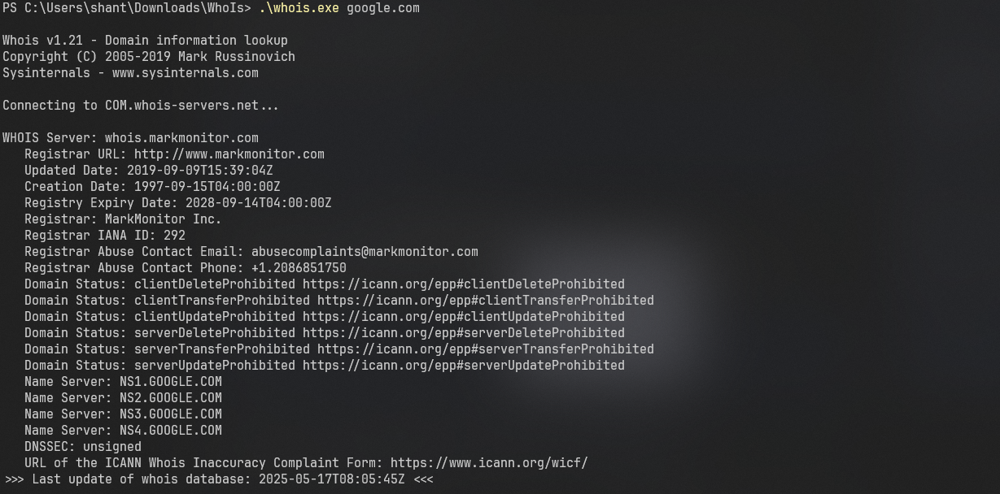 PS C:\Users\shant\Downloads\WhoIs> .\whois.exe google.com
Whois v1.21 - Domain information lookup
Copyright (C) 2005-2019 Mark Russinovich
Sysinternals - www.sysinternals.com
Connecting to COM.whois-servers.net...
WHOIS Server: whois.markmonitor.com
Registrar URL: http://www.markmonitor.com
Updated Date: 2019-09-09T15:39:04Z
Creation Date: 1997-09-15T04:00:00Z
Registry Expiry Date: 2028-09-14T04:00:00Z
Registrar: MarkMonitor Inc.
Registrar IANA ID: 292
Registrar Abuse Contact Email: abusecomplaints@markmonitor.com
Registrar Abuse Contact Phone: +1.2086851750
Domain Status: clientDeleteProhibited https://icann.org/epp#clientDeleteProhibited
Domain Status: clientTransferProhibited https://icann.org/epp#clientTransferProhibited
Domain Status: clientUpdateProhibited https://icann.org/epp#clientUpdateProhibited
Domain Status: serverDeleteProhibited https://icann.org/epp#serverDeleteProhibited
Domain Status: serverTransferProhibited https://icann.org/epp#serverTransferProhibited
Domain Status: serverUpdateProhibited https://icann.org/epp#serverUpdateProhibited
Name Server: NS1.GOOGLE.COM
Name Server: NS2.GOOGLE.COM
Name Server: NS3.GOOGLE.COM
Name Server: NS4.GOOGLE.COM
DNSSEC: unsigned
URL of the ICANN Whois Inaccuracy Complaint Form: https://www.icann.org/wicf/
>>> Last update of whois database: 2025-05-17T08:05:45Z <<<